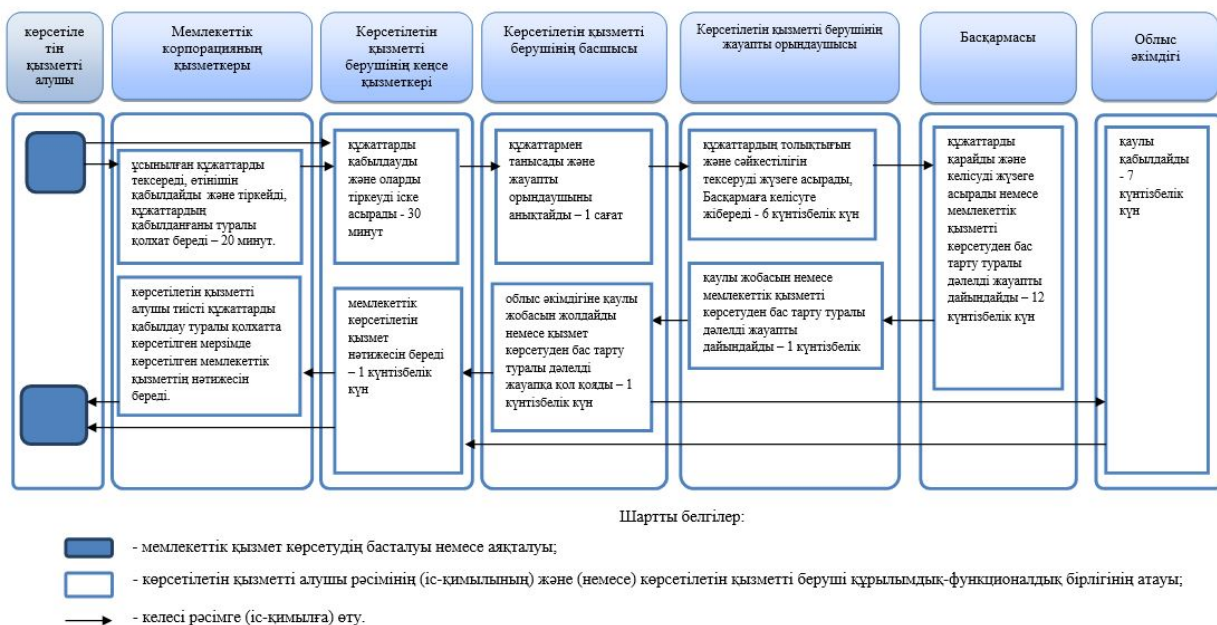 көрсетіле
тін
қызметті
алушы
Мемлекеттік
корпорацияның
қызметкеры
Көрсетілетін
қызметті
берушінің кеңсе
қызметкері
Көрсетілетін қызметті
берушінің басшысы
Көрсетілетін қызметті берушінің
жауапты орындаушысы
Басқармасы
Облыс
әкімдігі
ұсынылған құжаттарды
тексереді, өтінішін
қабылдайды және тіркейді,
құжаттардың
қабылданғаны туралы
қолхат береді – 20 минут.
құжаттарды
қабылдауды
және оларды
тіркеуді іске
асырады - 30
минут
құжаттармен
танысады және
жауапты
орындаушыны
анықтайды – 1 сағат
құжаттардың толықтығын
және сәйкестілігін
тексеруді жүзеге асырады,
Басқармаға келісуге
жібереді - 6 күнтізбелік күн
құжаттарды
қарайды және
келісуді жүзеге
асырады немесе
мемлекеттік
қызметті
көрсетуден бас
тарту туралы
дәлелді жауапты
дайындайды – 12
күнтізбелік күн
қаулы
қабылдайды
- 7
күнтізбелік
күн
көрсетілетін қызметті
алушы тиісті құжаттарды
қабылдау туралы қолхатта
көрсетілген мерзімде
көрсетілген мемлекеттік
қызметтің нәтижесін
береді.
мемлекеттік
көрсетілетін
қызмет
нәтижесін береді
– 1 күнтізбелік
күн
облыс әкімдігіне қаулы
жобасын жолдайды
немесе қызмет
көрсетуден бас тарту
туралы дәлелді
жауапқа қол қояды – 1
күнтізбелік күн
қаулы жобасын немесе
мемлекеттік қызметті
көрсетуден бас тарту туралы
дәлелді жауапты
дайындайды – 1 күнтізбелік
Шартты белгілер:
- мемлекеттік қызмет көрсетудің басталуы немесе аяқталуы;
- көрсетілетін қызметті алушы рәсімінің (іс-қимылының) және (немесе) көрсетілетін қызметті беруші құрылымдық-функционалдық бірлігінің атауы;
- келесі рәсімге (іс-қимылға) өту.